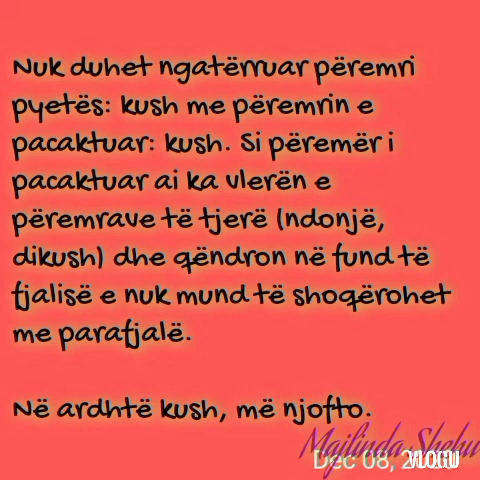 Nuk duhet ngatërruar përemri
pyetës: kush me përemrin e
pacaktuar: kush. Si përemër i
pacaktuar ai ka vlerën e
përemrave të tjerë (ndonjë,
dikush) dhe qëndron në fund të
fjalisë e nuk mund të shoqërohet
me parafjalë.
Në ardhtë kush, më njofto.
Majlinda Shehu
Dec 08,
VLOGU